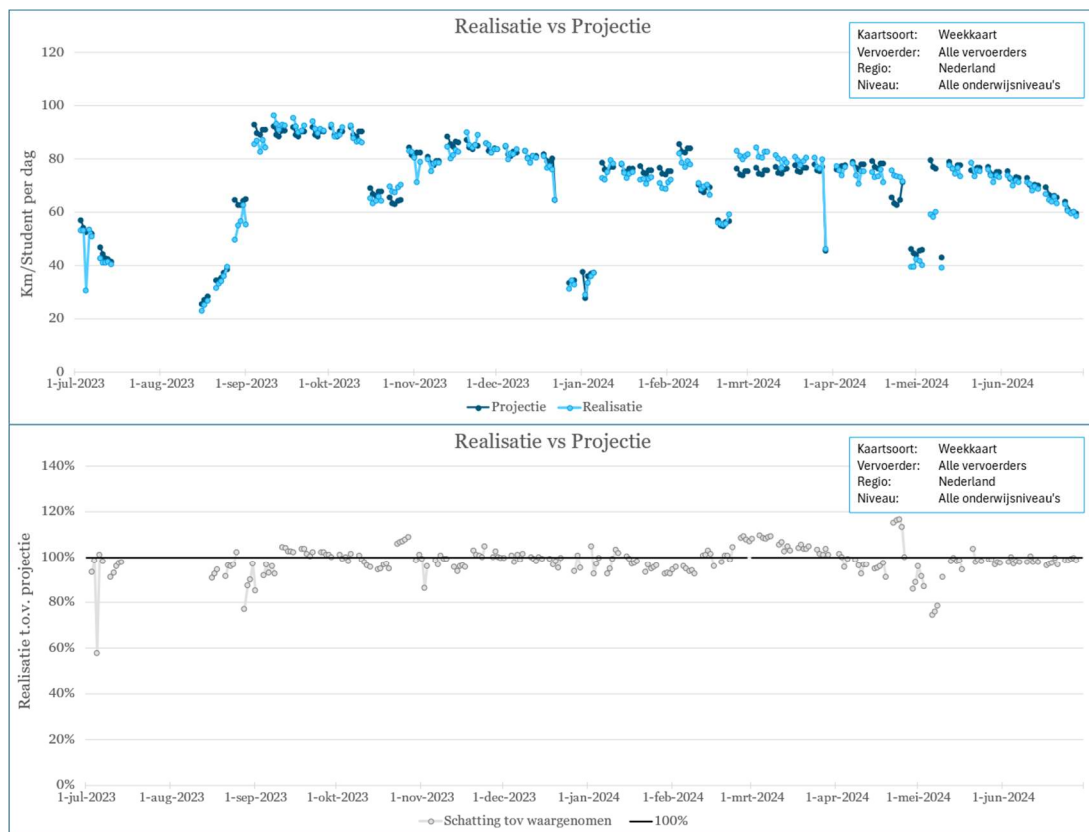 Realisatie vs Projectie
Kaartsoort: Weekkaart
Vervoerder: Alle vervoerders
Regio: Nederland
Niveau: Alle onderwijsniveau's
Km/Student per dag
120
100
80
60
40
20
0
1-jul-2023 1-aug-2023 1-sep-2023 1-okt-2023 1-nov-2023 1-dec-2023 1-jan-2024 1-feb-2024 1-mrt-2024 1-apr-2024 1-mei-2024 1-jun-2024
Projectie Realisatie
Realisatie vs Projectie
Kaartsoort: Weekkaart
Vervoerder: Alle vervoerders
Regio: Nederland
Niveau: Alle onderwijsniveau's
Realisatie t.o.v. projectie
140%
120%
100%
80%
60%
40%
20%
0%
1-jul-2023 1-aug-2023 1-sep-2023 1-okt-2023 1-nov-2023 1-dec-2023 1-jan-2024 1-feb-2024 1-mrt-2024 1-apr-2024 1-mei-2024 1-jun-2024
Schatting tov waargenomen 100%